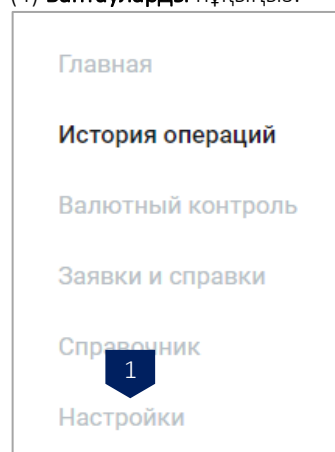 Главная
История операций
Валютный контроль
Заявки и справки
Справочник
1
Настройки